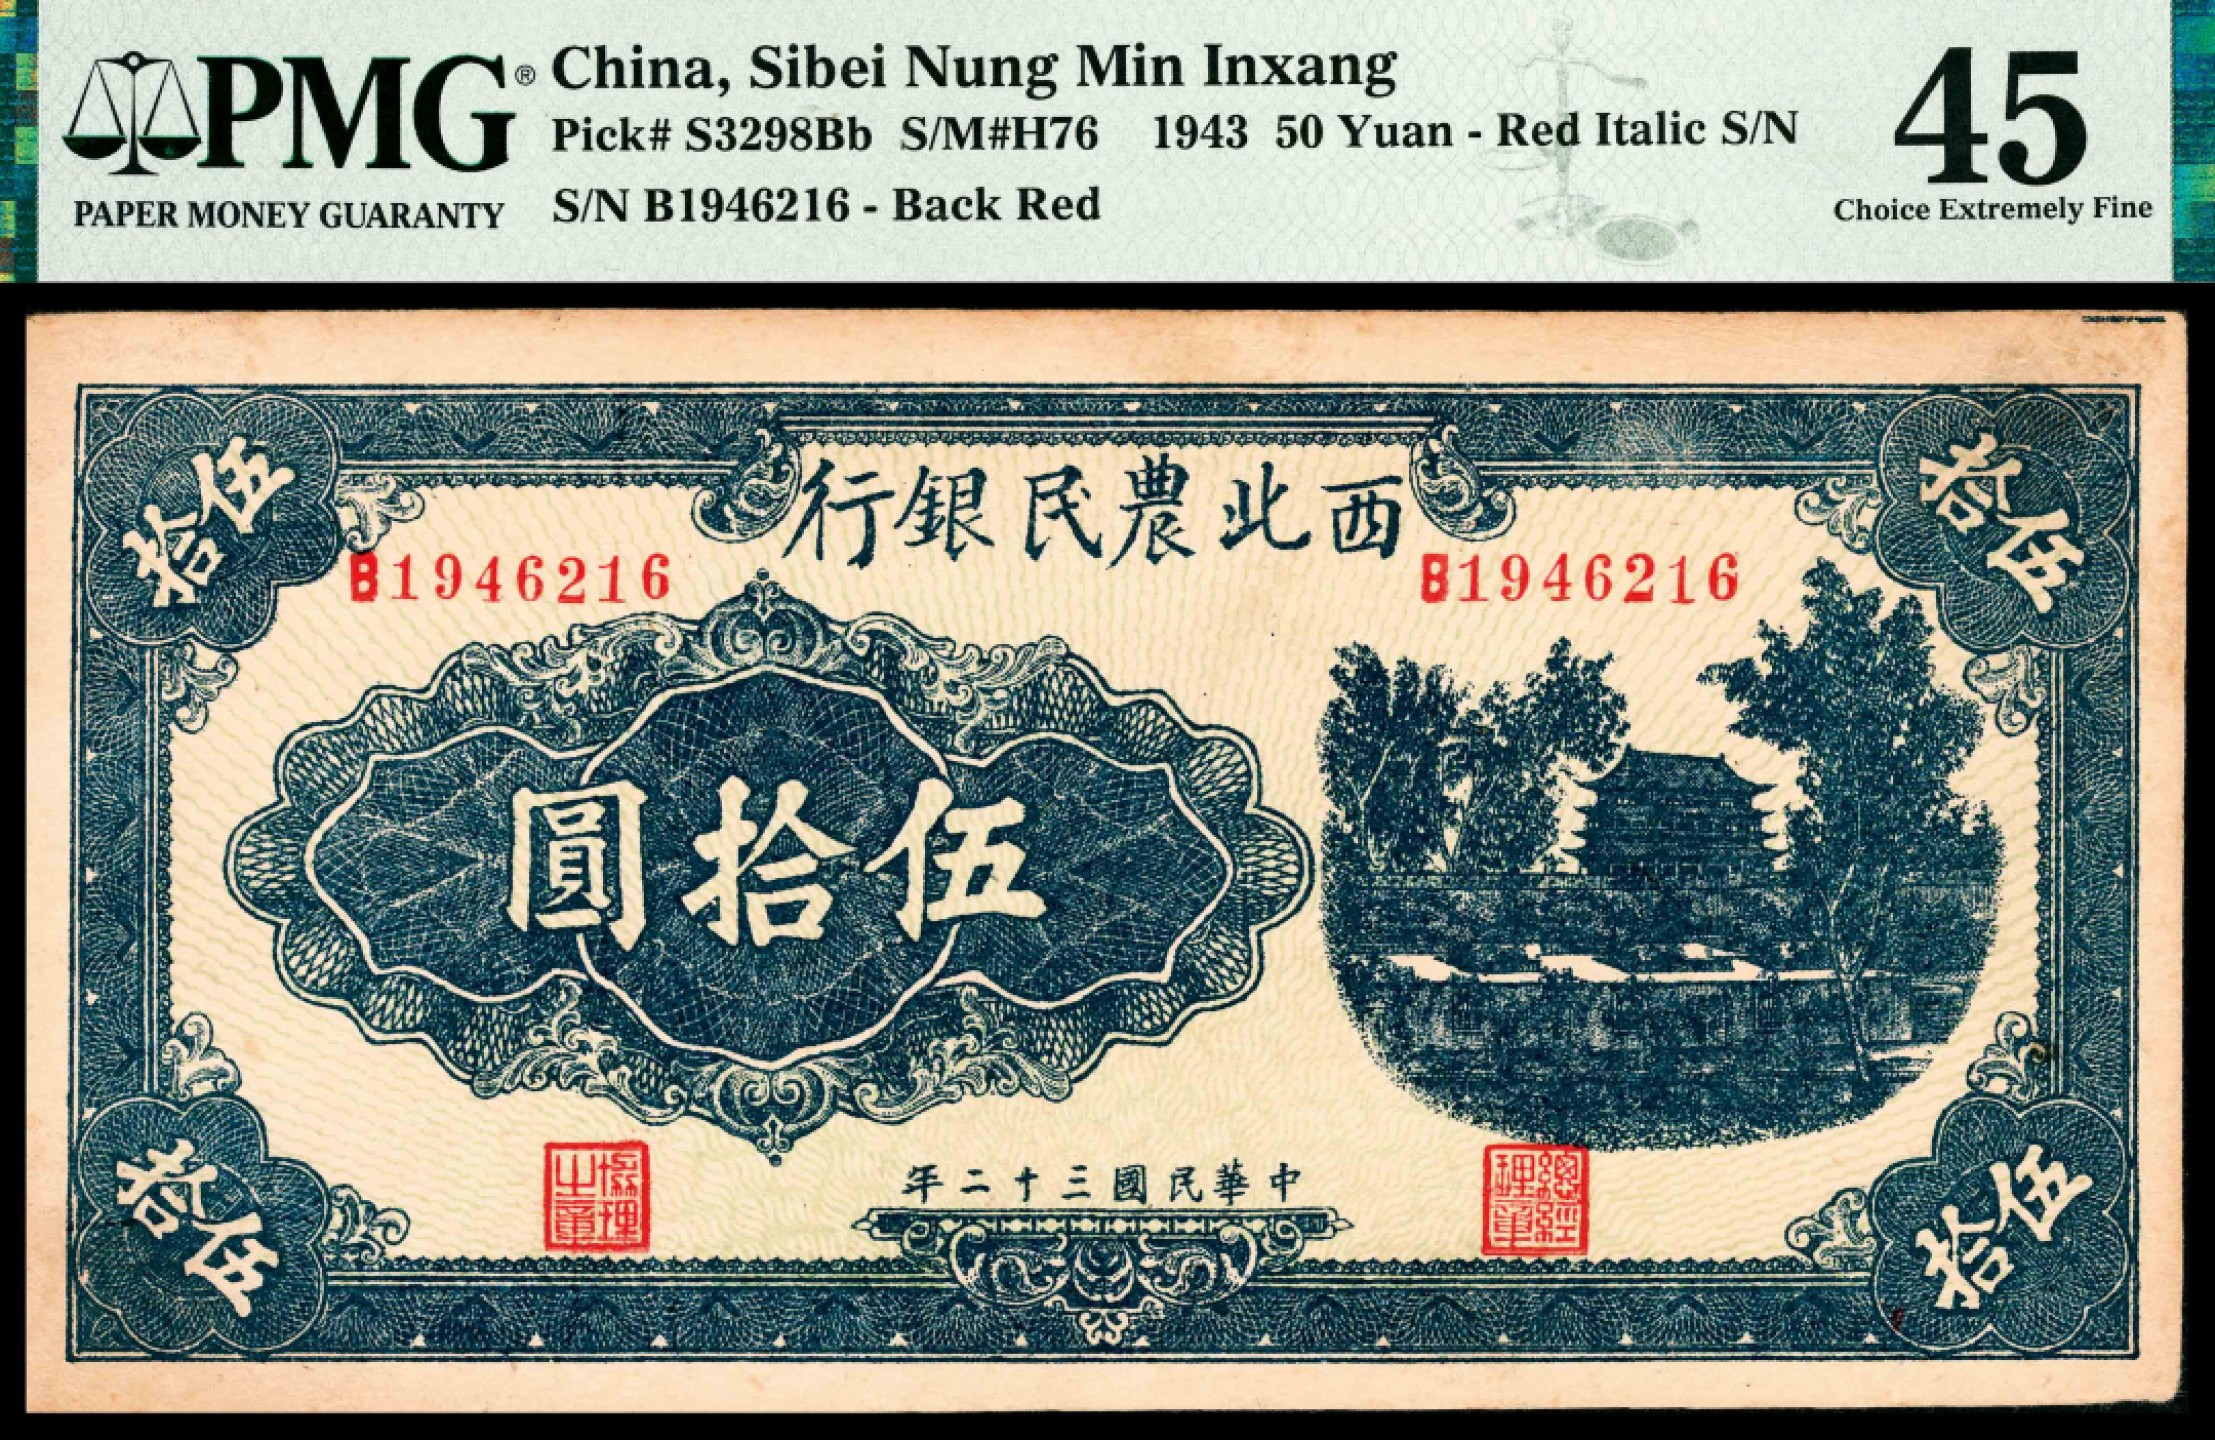 PMG® China, Sibei Nung Min Inxang
Pick# S3298Bb S/M#H76 1943 50 Yuan - Red Italic S/N
S/N B1946216 - Back Red
PAPER MONEY GUARANTY
45
Choice Extremely Fine
伍拾
伍拾
西北農民銀行
B1946216
B1946216
伍拾圓
中華民國三十二年
協理之章
總經理章
伍拾
伍拾